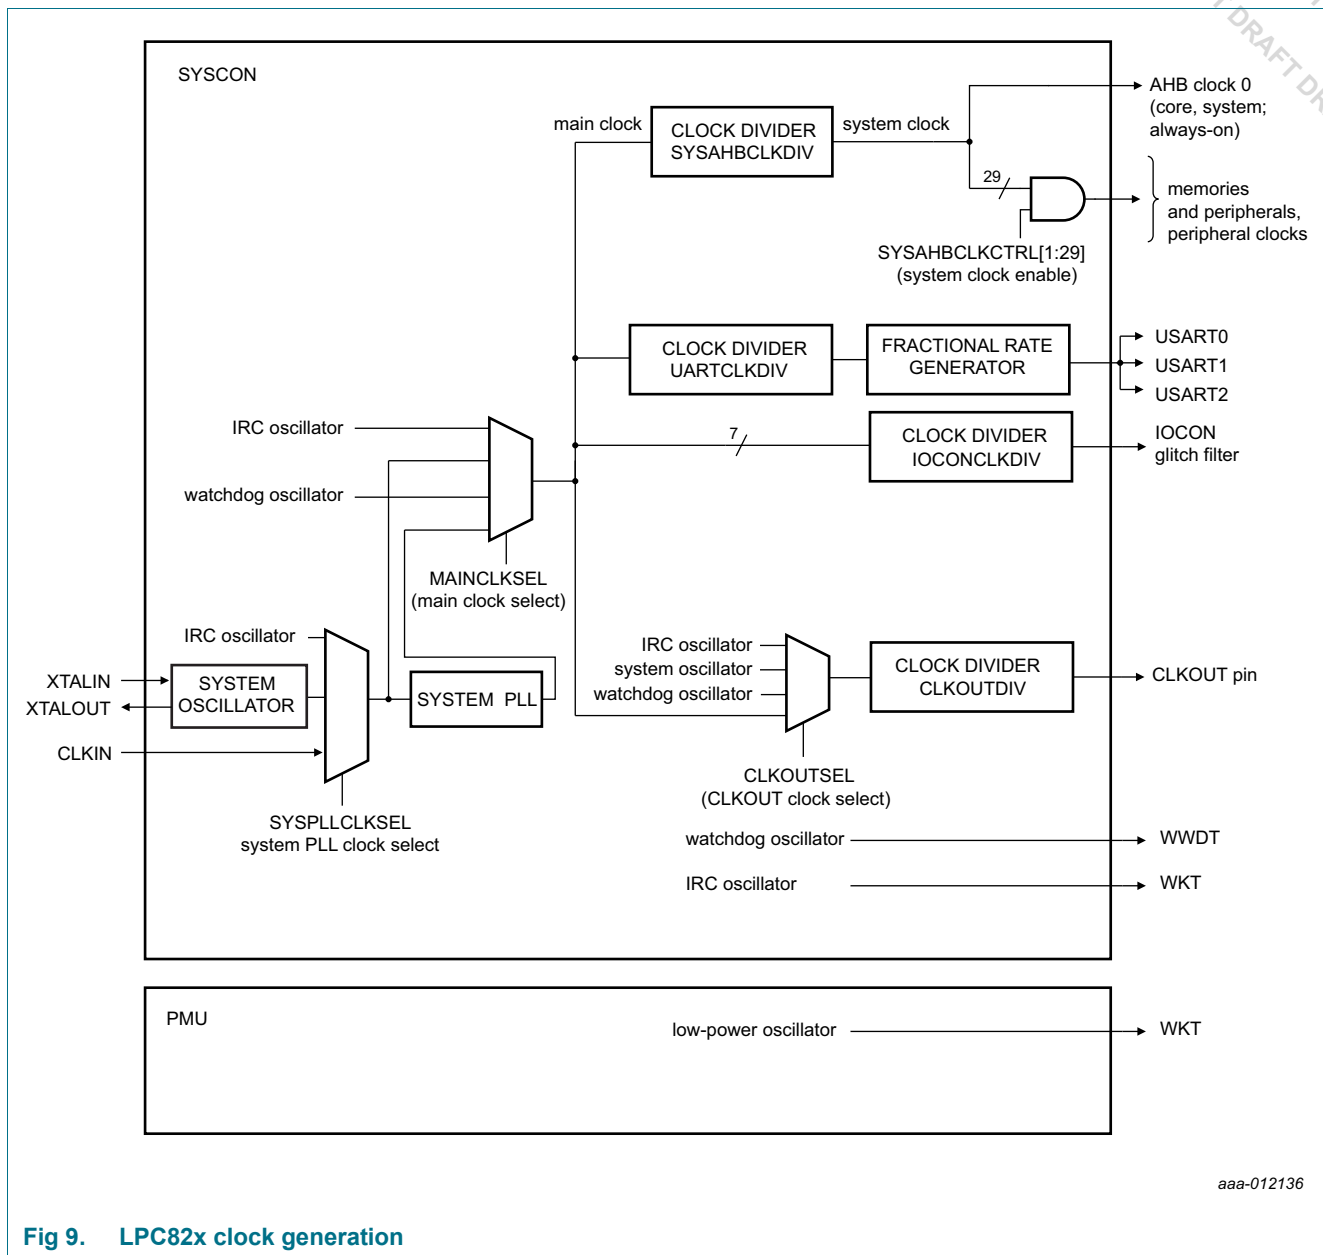 DRAFT DR
SYSCON
AHB clock 0
(core, system;
always-on)
main clock
CLOCK DIVIDER
SYSAHBCLKDIV
system clock
29
memories
and peripherals,
peripheral clocks
SYSAHBCLKCTRL[1:29]
(system clock enable)
CLOCK DIVIDER
UARTCLKDIV
FRACTIONAL RATE
GENERATOR
USART0
USART1
USART2
IRC oscillator
7
CLOCK DIVIDER
IOCONCLKDIV
IOCON
glitch filter
watchdog oscillator
MAINCLKSEL
(main clock select)
IRC oscillator
XTALIN
XTALOUT
SYSTEM
OSCILLATOR
CLKIN
SYSTEM PLL
SYSPLLCLKSEL
system PLL clock select
IRC oscillator
system oscillator
watchdog oscillator
CLOCK DIVIDER
CLKOUTDIV
CLKOUT pin
CLKOUTSEL
(CLKOUT clock select)
watchdog oscillator
WWDT
IRC oscillator
WKT
PMU
low-power oscillator
WKT
aaa-012136
Fig 9. LPC82x clock generation